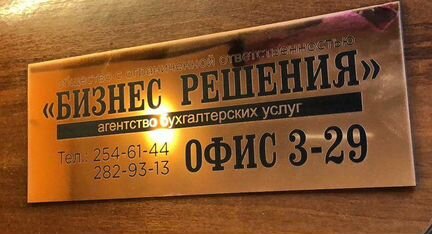 общество с ограниченной ответственностью
«БИЗНЕС РЕШЕНИЯ»
агентство бухгалтерских услуг
Тел.: 254-61-44 ОФИС 3-29
282-93-13